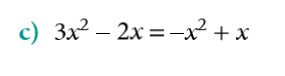 c) 3x² – 2x = –x² + x